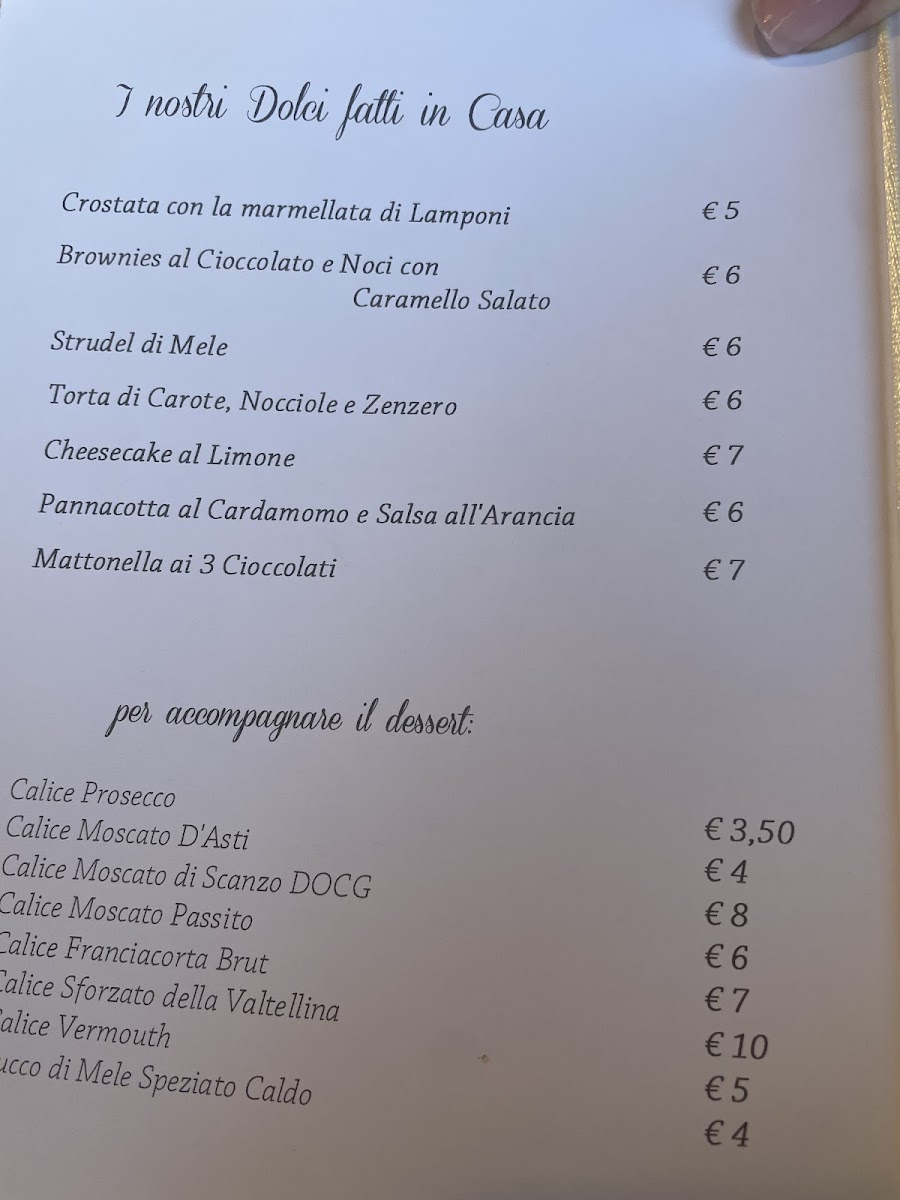 I nostri Dolci fatti in Casa
Crostata con la marmellata di Lamponi € 5
Brownies al Cioccolato e Noci con
Caramello Salato € 6
Strudel di Mele € 6
Torta di Carote, Nocciole e Zenzero € 6
Cheesecake al Limone € 7
Pannacotta al Cardamomo e Salsa all'Arancia € 6
Mattonella ai 3 Cioccolati € 7
per accompagnare il dessert:
Calice Prosecco € 3,50
Calice Moscato D'Asti € 4
Calice Moscato di Scanzo DOCG € 8
Calice Moscato Passito € 6
Calice Franciacorta Brut € 7
Calice Sforzato della Valtellina € 10
alice Vermouth € 5
ucco di Mele Speziato Caldo € 4